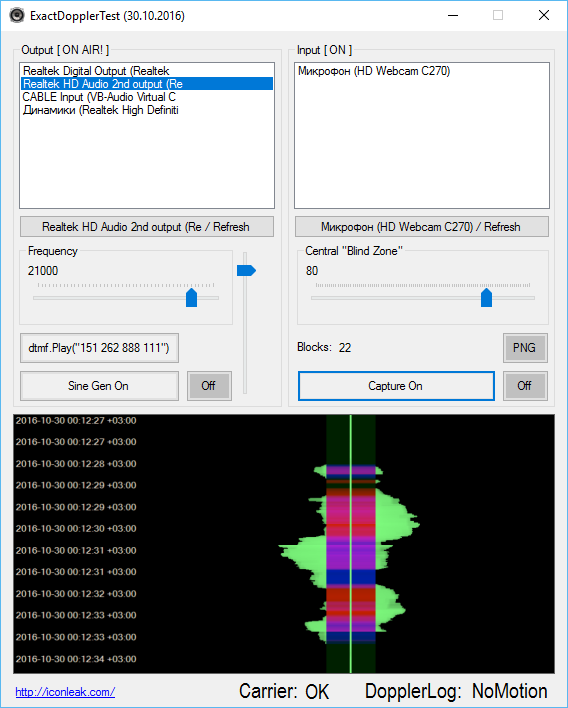 ExactDopplerTest (30.10.2016)
Output [ ON AIR! ]
Realtek Digital Output (Realtek
Realtek HD Audio 2nd output (Re
CABLE Input (VB-Audio Virtual C
Динамики (Realtek High Definiti
Realtek HD Audio 2nd output (Re / Refresh
Frequency
21000
dtmf.Play("151 262 888 111")
Sine Gen On
Off
Input [ ON ]
Микрофон (HD Webcam C270)
Микрофон (HD Webcam C270) / Refresh
Central "Blind Zone"
80
Blocks: 22
PNG
Capture On
Off
2016-10-30 00:12:27 +03:00
2016-10-30 00:12:27 +03:00
2016-10-30 00:12:28 +03:00
2016-10-30 00:12:29 +03:00
2016-10-30 00:12:29 +03:00
2016-10-30 00:12:30 +03:00
2016-10-30 00:12:31 +03:00
2016-10-30 00:12:31 +03:00
2016-10-30 00:12:32 +03:00
2016-10-30 00:12:33 +03:00
2016-10-30 00:12:33 +03:00
2016-10-30 00:12:34 +03:00
http://iconleak.com/
Carrier: OK
DopplerLog: NoMotion